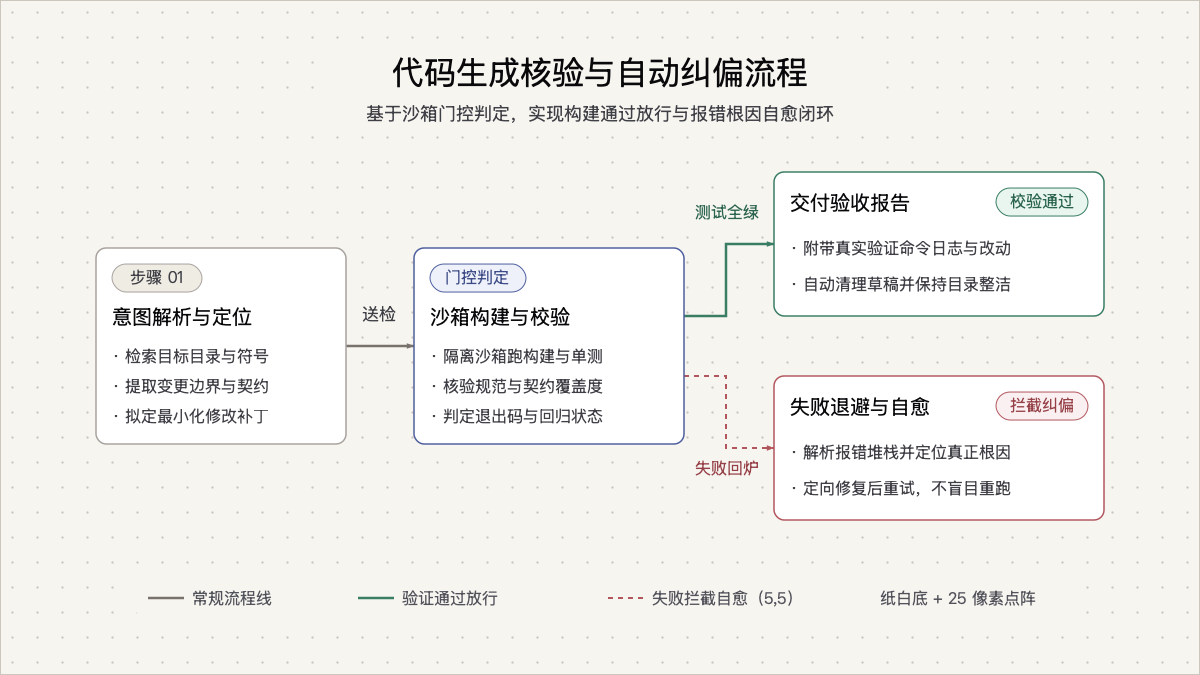 代码生成核验与自动纠偏流程
基于沙箱门控判定，实现构建通过放行与报错根因自愈闭环
步骤 01
意图解析与定位
· 检索目标目录与符号
· 提取变更边界与契约
· 拟定最小化修改补丁
送检
门控判定
沙箱构建与校验
· 隔离沙箱跑构建与单测
· 核验规范与契约覆盖度
· 判定退出码与回归状态
测试全绿
交付验收报告
校验通过
· 附带真实验证命令日志与改动
· 自动清理草稿并保持目录整洁
失败回炉
失败退避与自愈
拦截纠偏
· 解析报错堆栈并定位真正根因
· 定向修复后重试，不盲目重跑
常规流程线
验证通过放行
失败拦截自愈（5,5）
纸白底 + 25 像素点阵